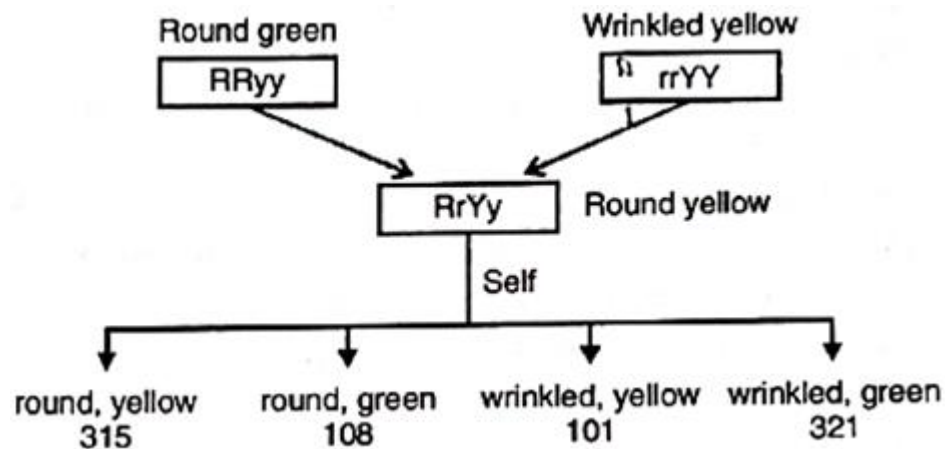 Round green
Wrinkled yellow
RRyy
rrYY
RrYy
Round yellow
Self
round, yellow
315
round, green
108
wrinkled, yellow
101
wrinkled, green
321